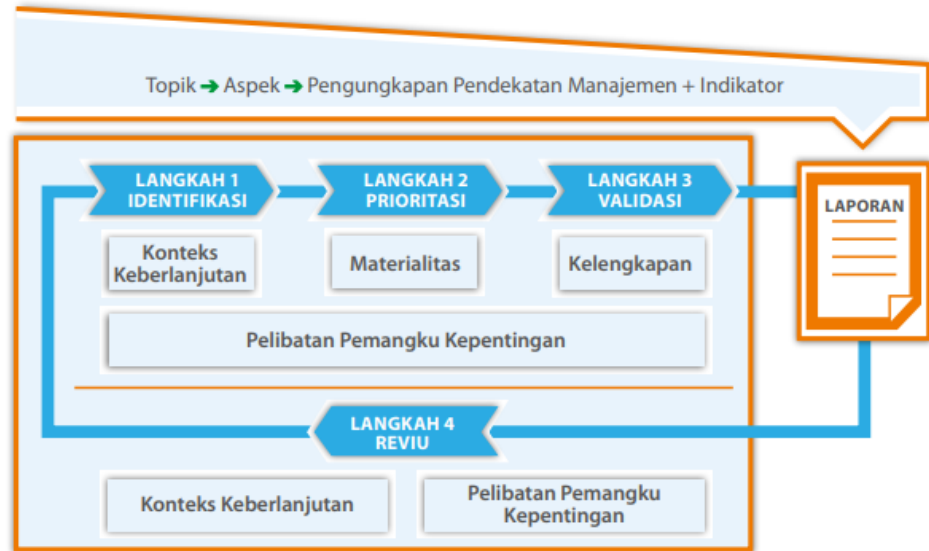 Topik ➔ Aspek ➔ Pengungkapan Pendekatan Manajemen + Indikator
LANGKAH 1
IDENTIFIKASI
LANGKAH 2
PRIORITASI
LANGKAH 3
VALIDASI
LAPORAN
Konteks
Keberlanjutan
Materialitas
Kelengkapan
Pelibatan Pemangku Kepentingan
LANGKAH 4
REVIU
Konteks Keberlanjutan
Pelibatan Pemangku
Kepentingan